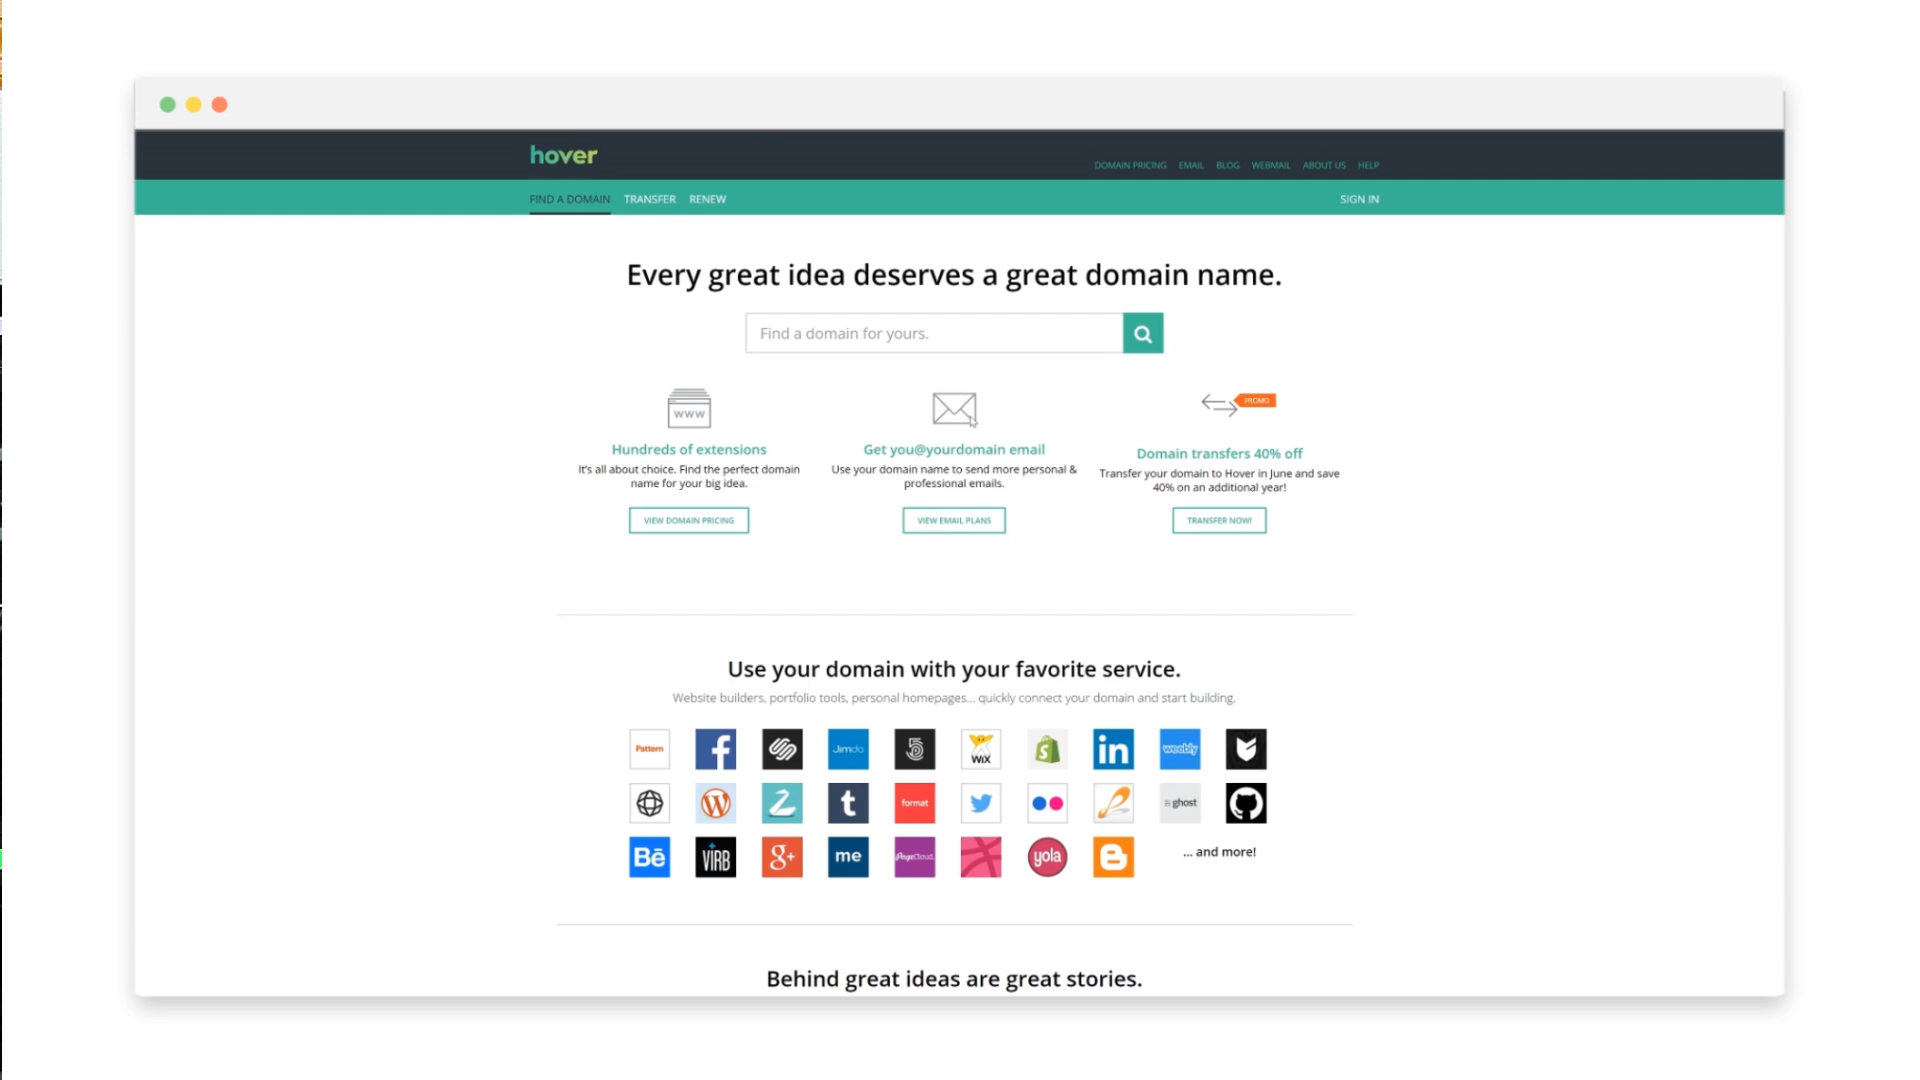 hover
DOMAIN PRICING EMAIL BLOG WEBMAIL ABOUT US HELP
FIND A DOMAIN TRANSFER RENEW SIGN IN
Every great idea deserves a great domain name.
Find a domain for yours.
www
PROMO
Hundreds of extensions
It's all about choice. Find the perfect domain
name for your big idea.
VIEW DOMAIN PRICING
Get you@yourdomain email
Use your domain name to send more personal &
professional emails.
VIEW EMAIL PLANS
Domain transfers 40% off
Transfer your domain to Hover in June and save
40% on an additional year!
TRANSFER NOW!
Use your domain with your favorite service.
Website builders, portfolio tools, personal homepages... quickly connect your domain and start building.
Pattern f Jimdo 5 WiX S in weebly
W Z t format ghost
Bē VIRB g+ me PageCloud yola B ... and more!
Behind great ideas are great stories.